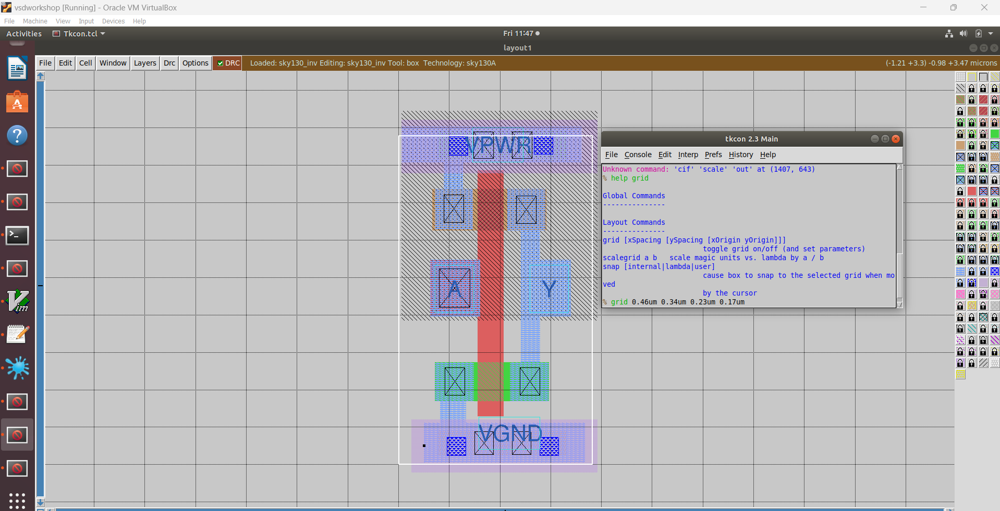 vsdworkshop [Running] - Oracle VM VirtualBox
File Machine View Input Devices Help
Activities Tkcon.tcl Fri 11:47
layout1
File Edit Cell Window Layers Drc Options DRC Loaded: sky130_inv Editing: sky130_inv Tool: box Technology: sky130A (-1.21 +3.3) -0.98 +3.47 microns
VPWR
A
Y
VGND
tkcon 2.3 Main
File Console Edit Interp Prefs History Help
Unknown command: 'cif' 'scale' 'out' at (1407, 643)
% help grid
Global Commands
---------------
Layout Commands
---------------
grid [xSpacing [ySpacing [xOrigin yOrigin]]]
toggle grid on/off (and set parameters)
scalegrid a b scale magic units vs. lambda by a / b
snap [internal|lambda|user]
cause box to snap to the selected grid when mo
ved
by the cursor
% grid 0.46um 0.34um 0.23um 0.17um